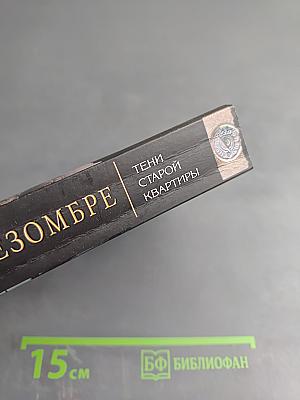 ЕЗОМБРЕ
ТЕНИ
СТАРОЙ
КВАРТИРЫ
15 см
БФ БИБЛИОФАН